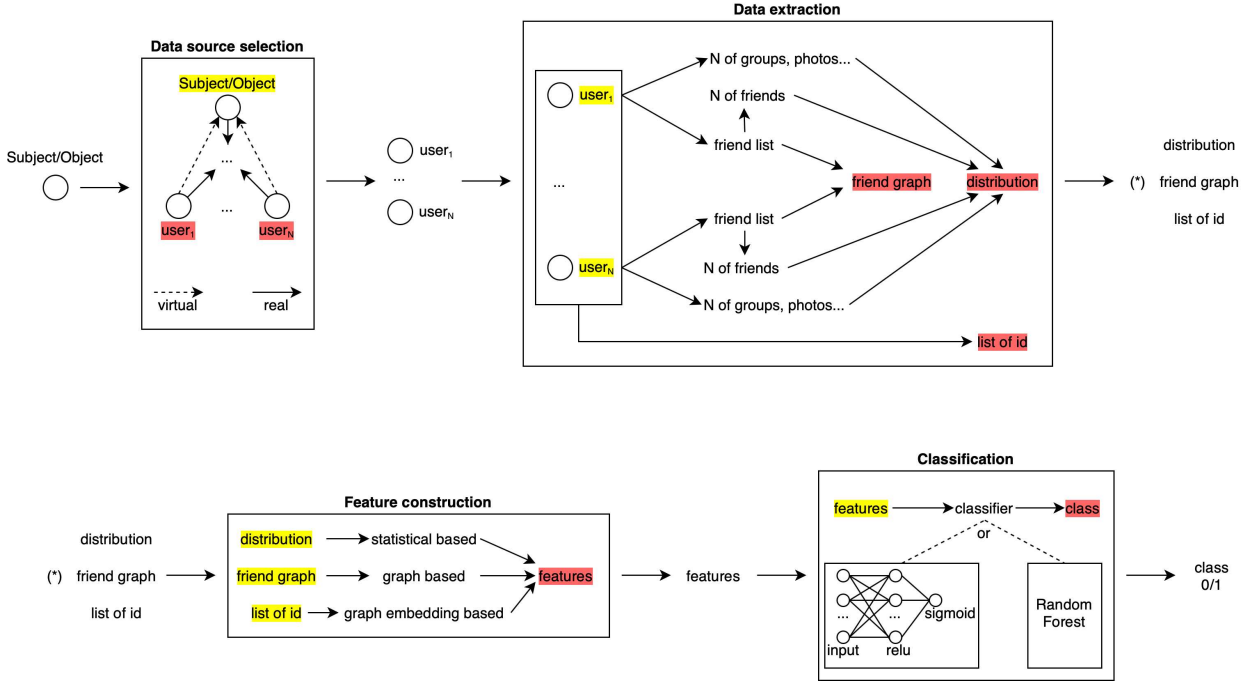 Data source selection
Subject/Object
Subject/Object
...
...
user₁
user_N
virtual
real
user₁
...
user_N
Data extraction
user₁
...
user_N
N of groups, photos...
N of friends
friend list
friend graph
distribution
friend list
N of friends
N of groups, photos...
list of id
distribution
(*) friend graph
list of id
distribution
(*) friend graph
list of id
Feature construction
distribution
statistical based
friend graph
graph based
features
list of id
graph embedding based
features
Classification
features
classifier
class
or
...
...
sigmoid
input
relu
Random
Forest
class
0/1